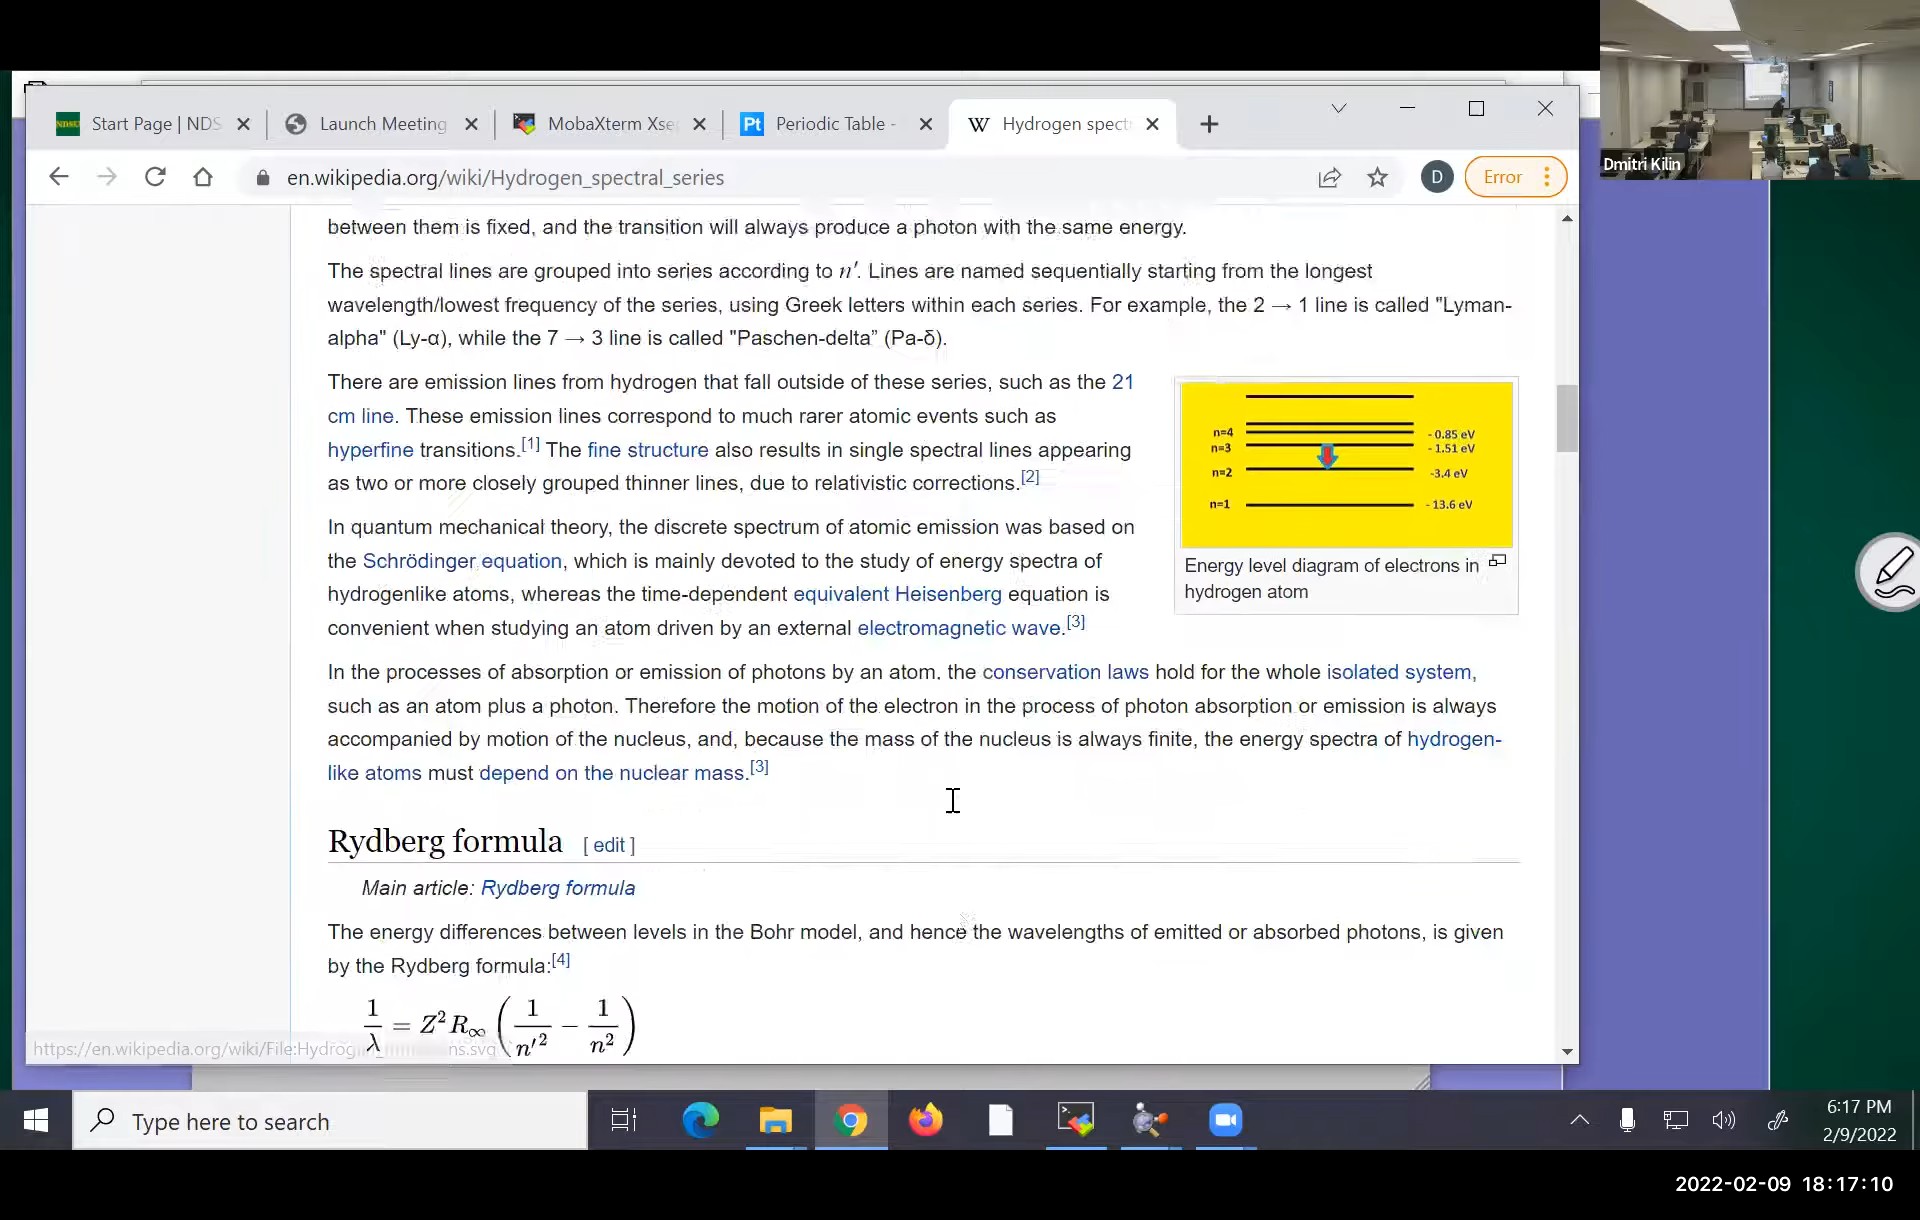 Dmitri Kilin
Start Page | NDS
Launch Meeting
MobaXterm Xse
Periodic Table -
W Hydrogen spect
en.wikipedia.org/wiki/Hydrogen_spectral_series
D
Error
between them is fixed, and the transition will always produce a photon with the same energy.
The spectral lines are grouped into series according to n′. Lines are named sequentially starting from the longest
wavelength/lowest frequency of the series, using Greek letters within each series. For example, the 2 → 1 line is called "Lyman-
alpha" (Ly-α), while the 7 → 3 line is called "Paschen-delta” (Pa-δ).
There are emission lines from hydrogen that fall outside of these series, such as the 21
cm line. These emission lines correspond to much rarer atomic events such as
hyperfine transitions.[1] The fine structure also results in single spectral lines appearing
as two or more closely grouped thinner lines, due to relativistic corrections.[2]
In quantum mechanical theory, the discrete spectrum of atomic emission was based on
the Schrödinger equation, which is mainly devoted to the study of energy spectra of
hydrogenlike atoms, whereas the time-dependent equivalent Heisenberg equation is
convenient when studying an atom driven by an external electromagnetic wave.[3]
n=4 - 0.85 eV
n=3 - 1.51 eV
n=2 -3.4 eV
n=1 - 13.6 eV
Energy level diagram of electrons in
hydrogen atom
In the processes of absorption or emission of photons by an atom, the conservation laws hold for the whole isolated system,
such as an atom plus a photon. Therefore the motion of the electron in the process of photon absorption or emission is always
accompanied by motion of the nucleus, and, because the mass of the nucleus is always finite, the energy spectra of hydrogen-
like atoms must depend on the nuclear mass.[3]
Rydberg formula [ edit ]
Main article: Rydberg formula
The energy differences between levels in the Bohr model, and hence the wavelengths of emitted or absorbed photons, is given
by the Rydberg formula:[4]
1/λ = Z² R∞ (1/n′² − 1/n²)
Type here to search
6:17 PM
2/9/2022
2022-02-09 18:17:10